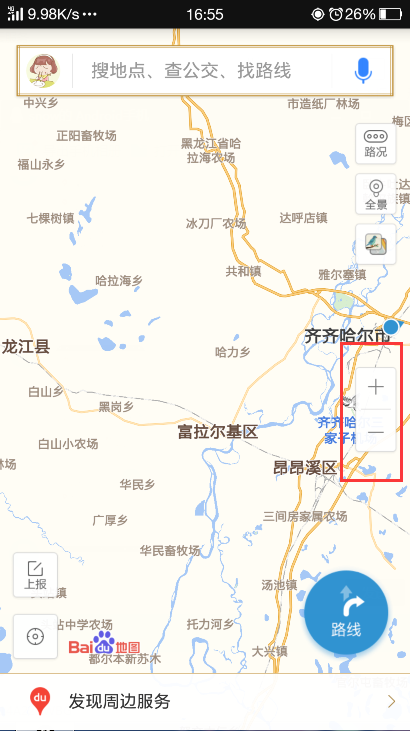 9.98K/s
16:55
26%
搜地点、查公交、找路线
中兴乡
市造纸厂林场
梅区
正阳畜牧场
黑龙江省哈
拉海农场
路况
福山永乡
全景
七棵树镇
冰刀厂农场
达呼店镇
共和镇
雅尔塞镇
哈拉海乡
齐齐哈尔市
龙江县
哈力乡
+
白山乡
黑岗乡
齐齐哈
富拉尔基区
家子机场
−
白山乡小农场
昂昂溪区
林场
华民乡
广厚乡
三间房家属农场
华民畜牧场
上报
汤池镇
路线
站中学农场
托力河乡
Bai du 地图
都尔本新苏木
大兴镇
du
发现周边服务